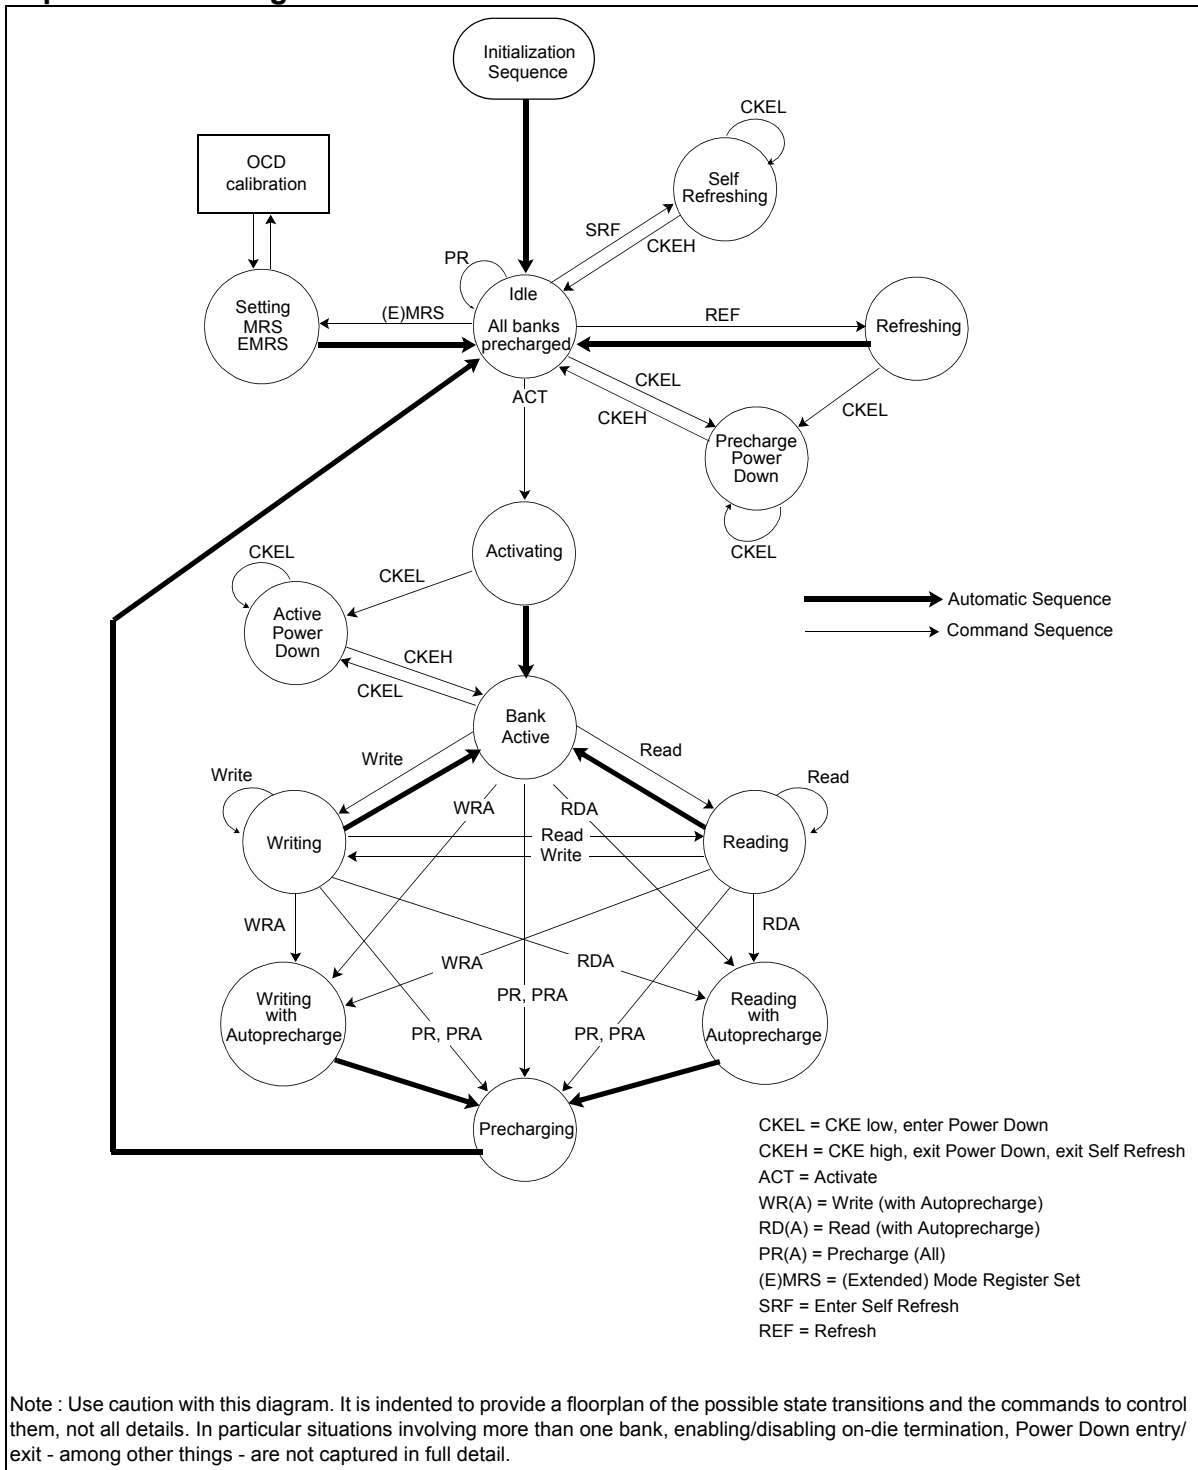 Initialization
Sequence
CKEL
OCD
calibration
Self
Refreshing
SRF
CKEH
PR
Idle
All banks
precharged
Setting
MRS
EMRS
(E)MRS
REF
Refreshing
CKEL
CKEH
CKEL
ACT
Precharge
Power
Down
CKEL
Activating
CKEL
CKEL
Active
Power
Down
Automatic Sequence
Command Sequence
CKEH
CKEL
Bank
Active
Write
Read
Write
Read
WRA
RDA
Writing
Read
Write
Reading
WRA
RDA
WRA
RDA
Writing
with
Autoprecharge
PR, PRA
Reading
with
Autoprecharge
PR, PRA
PR, PRA
Precharging
CKEL = CKE low, enter Power Down
CKEH = CKE high, exit Power Down, exit Self Refresh
ACT = Activate
WR(A) = Write (with Autoprecharge)
RD(A) = Read (with Autoprecharge)
PR(A) = Precharge (All)
(E)MRS = (Extended) Mode Register Set
SRF = Enter Self Refresh
REF = Refresh
Note : Use caution with this diagram. It is indented to provide a floorplan of the possible state transitions and the commands to control
them, not all details. In particular situations involving more than one bank, enabling/disabling on-die termination, Power Down entry/
exit - among other things - are not captured in full detail.